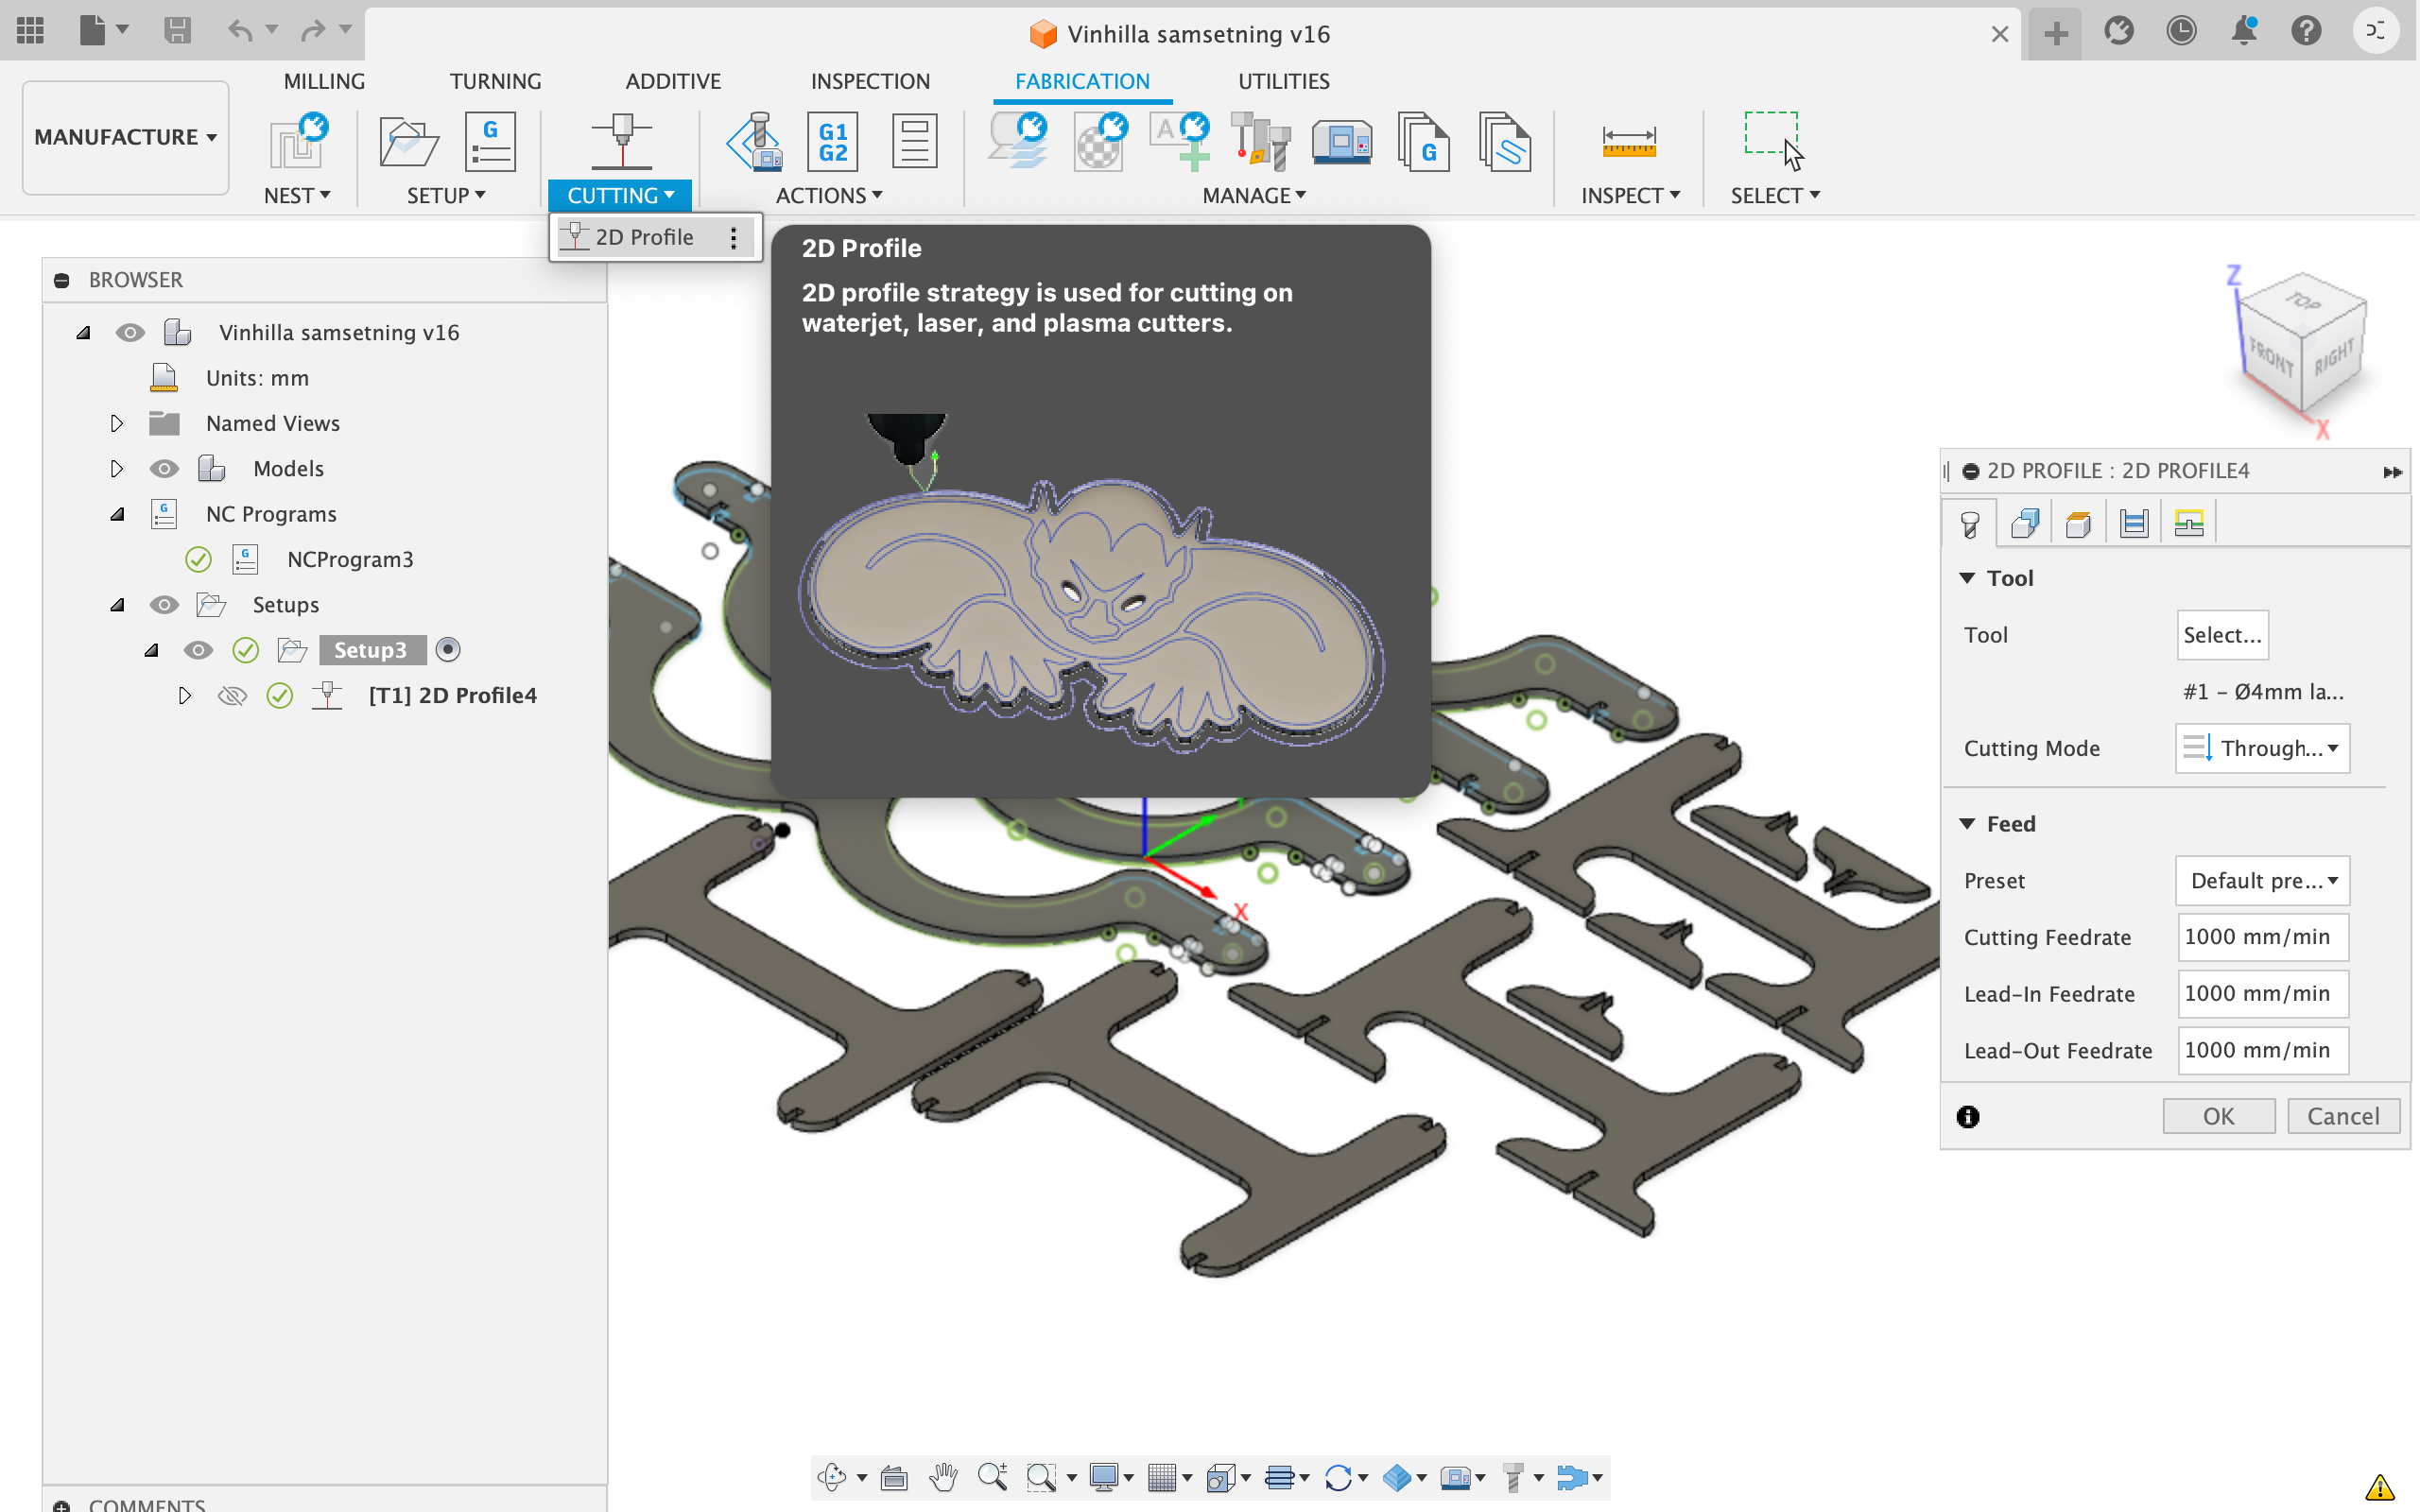 Vinhilla samsetning v16
MILLING
TURNING
ADDITIVE
INSPECTION
FABRICATION
UTILITIES
MANUFACTURE
G
G1
G2
A
G
NEST
SETUP
CUTTING
ACTIONS
MANAGE
INSPECT
SELECT
2D Profile
2D Profile
2D profile strategy is used for cutting on
waterjet, laser, and plasma cutters.
BROWSER
Vinhilla samsetning v16
Units: mm
Named Views
Models
G
NC Programs
G
NCProgram3
Setups
Setup3
[T1] 2D Profile4
Z
TOP
FRONT
RIGHT
X
X
2D PROFILE : 2D PROFILE4
Tool
Tool
Select...
#1 - Ø4mm la...
Cutting Mode
Through...
Feed
Preset
Default pre...
Cutting Feedrate
1000 mm/min
Lead-In Feedrate
1000 mm/min
Lead-Out Feedrate
1000 mm/min
OK
Cancel
COMMENTS